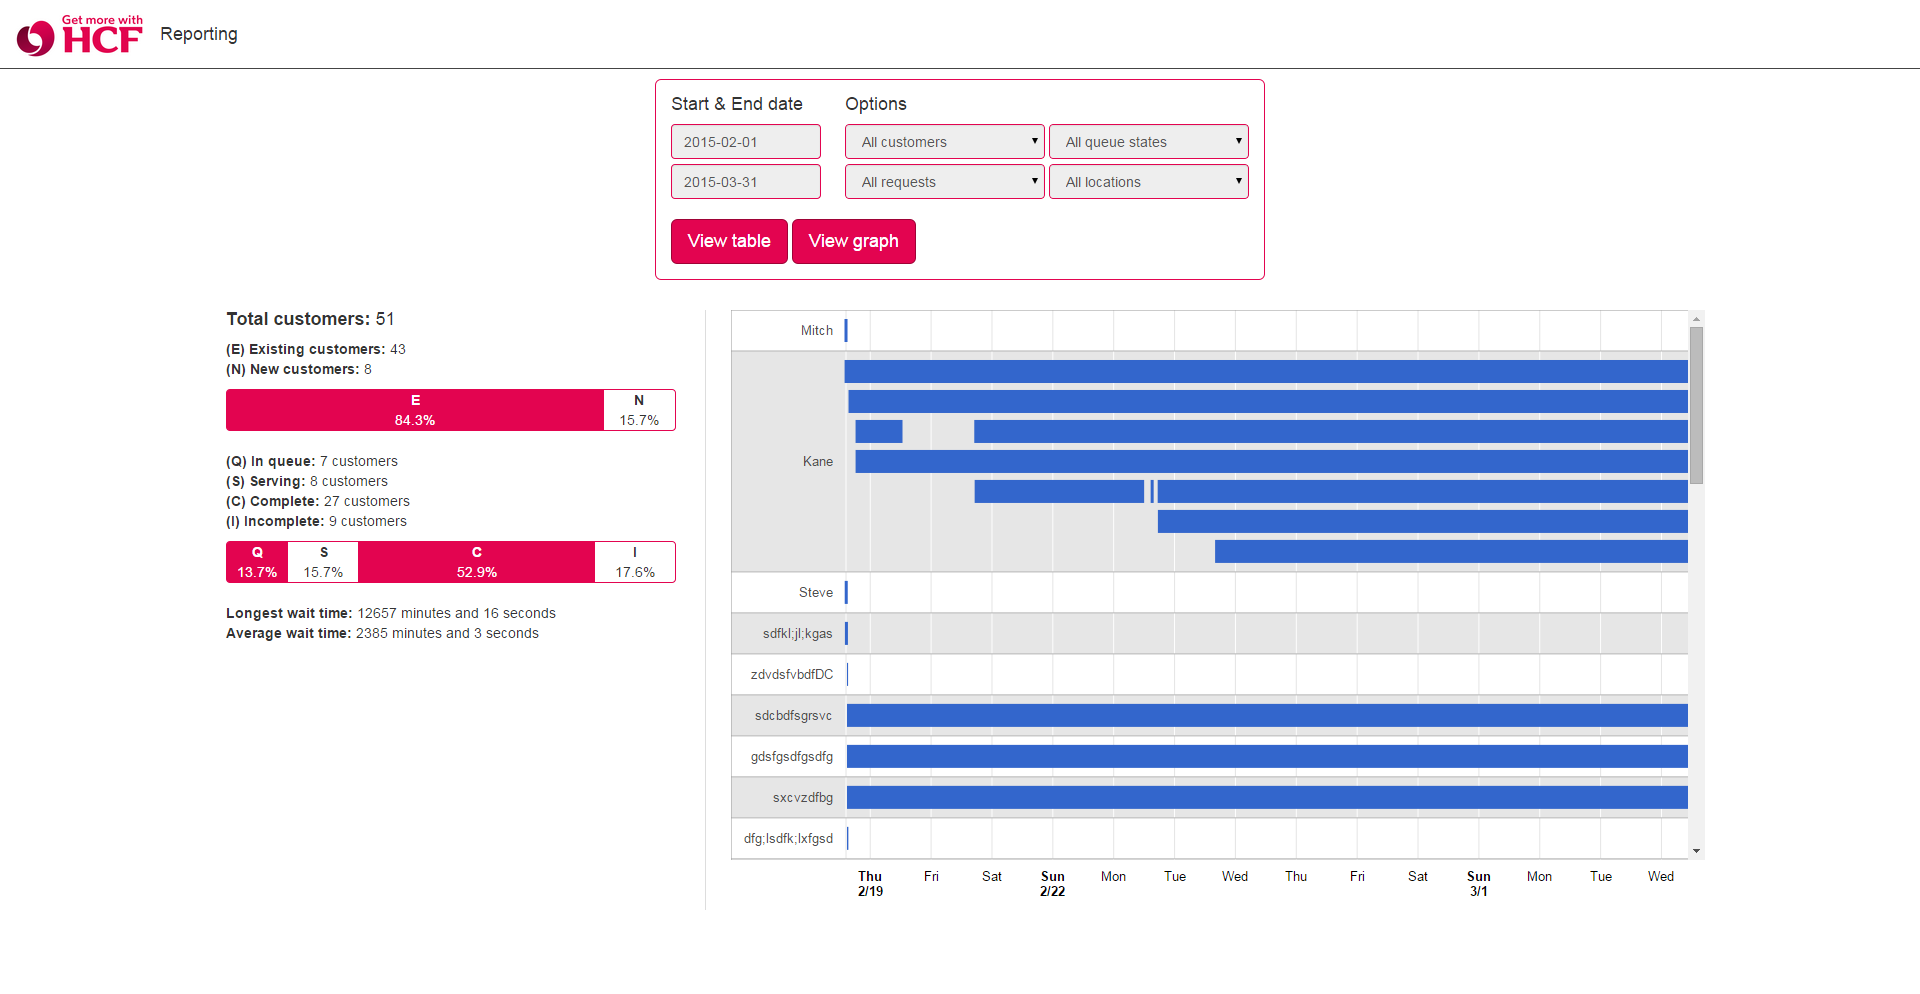 Get more with
HCF
Reporting
Start & End date
Options
2015-02-01
All customers
All queue states
2015-03-31
All requests
All locations
View table
View graph
Total customers: 51
(E) Existing customers: 43
(N) New customers: 8
E
84.3%
N
15.7%
(Q) In queue: 7 customers
(S) Serving: 8 customers
(C) Complete: 27 customers
(I) Incomplete: 9 customers
Q
13.7%
S
15.7%
C
52.9%
I
17.6%
Longest wait time: 12657 minutes and 16 seconds
Average wait time: 2385 minutes and 3 seconds
Mitch
Kane
Steve
sdfkl;jl;kgas
zdvdsfvbdfDC
sdcbdfsgrsvc
gdsfgsdfgsdfg
sxcvzdfbg
dfg;lsdfk;lxfgsd
Thu
2/19
Fri
Sat
Sun
2/22
Mon
Tue
Wed
Thu
Fri
Sat
Sun
3/1
Mon
Tue
Wed